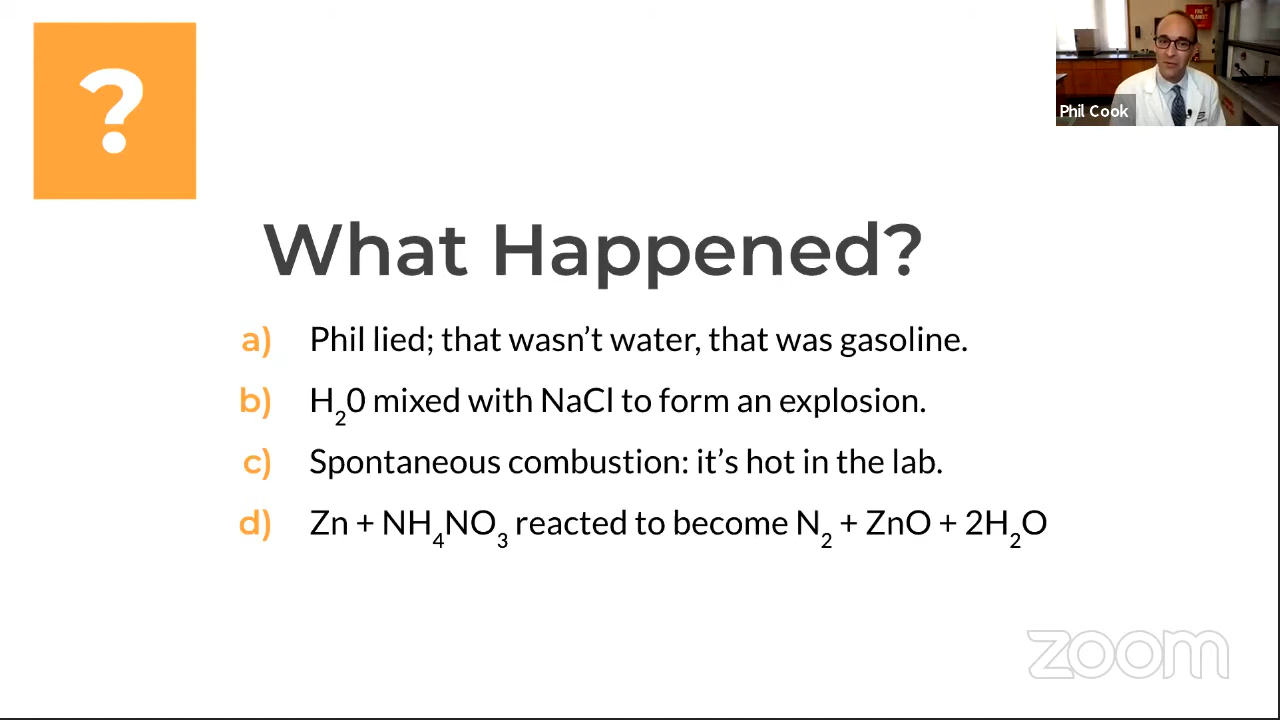 ?
Phil Cook
What Happened?
a) Phil lied; that wasn’t water, that was gasoline.
b) H₂0 mixed with NaCl to form an explosion.
c) Spontaneous combustion: it’s hot in the lab.
d) Zn + NH₄NO₃ reacted to become N₂ + ZnO + 2H₂O
zoom